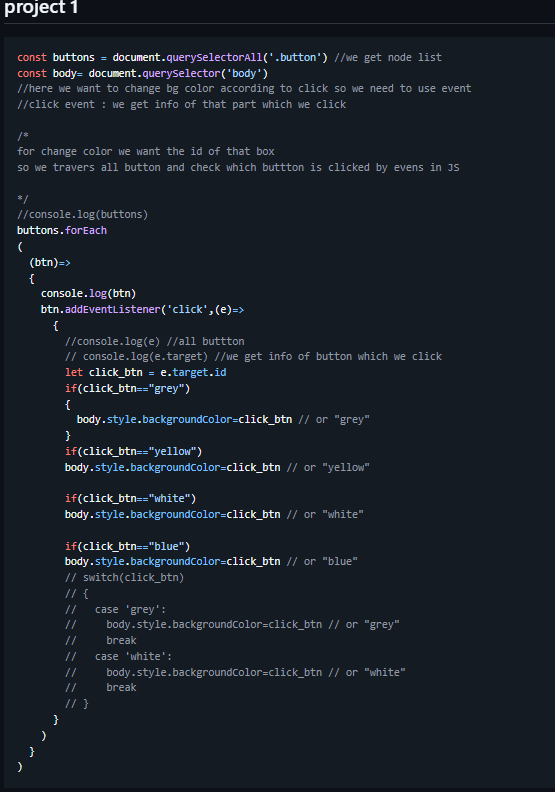 project 1
const buttons = document.querySelectorAll('.button') //we get node list
const body= document.querySelector('body')
//here we want to change bg color according to click so we need to use event
//click event : we get info of that part which we click
/*
for change color we want the id of that box
so we travers all button and check which buttton is clicked by evens in JS
*/
//console.log(buttons)
buttons.forEach
(
(btn)=>
{
console.log(btn)
btn.addEventListener('click',(e)=>
{
//console.log(e) //all buttton
// console.log(e.target) //we get info of button which we click
let click_btn = e.target.id
if(click_btn=="grey")
{
body.style.backgroundColor=click_btn // or "grey"
}
if(click_btn=="yellow")
body.style.backgroundColor=click_btn // or "yellow"
if(click_btn=="white")
body.style.backgroundColor=click_btn // or "white"
if(click_btn=="blue")
body.style.backgroundColor=click_btn // or "blue"
// switch(click_btn)
// {
//   case 'grey':
//     body.style.backgroundColor=click_btn // or "grey"
//     break
//   case 'white':
//     body.style.backgroundColor=click_btn // or "white"
//     break
// }
}
)
}
)